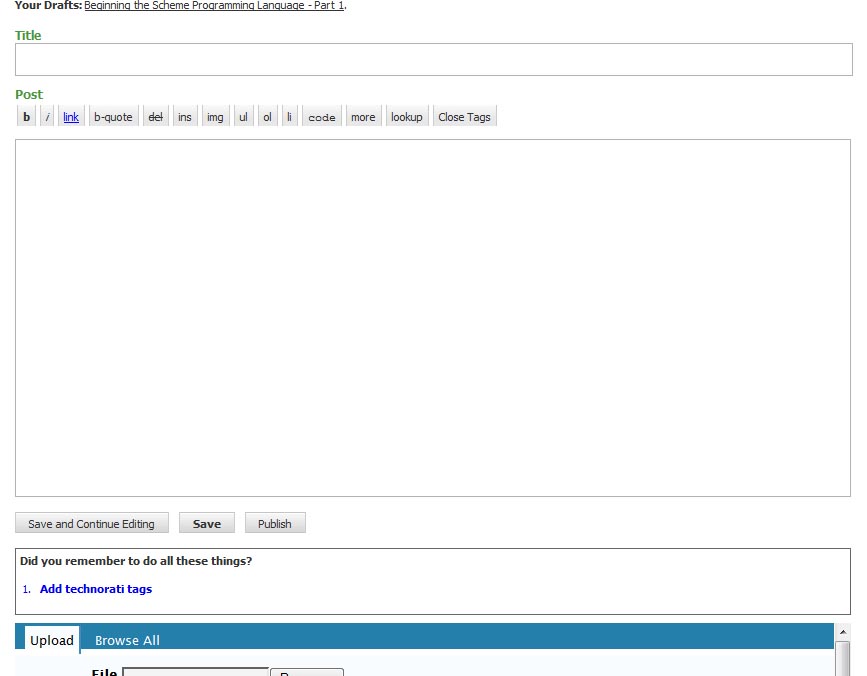 Your Drafts: Beginning the Scheme Programming Language - Part 1.
Title
Post
b i link b-quote del ins img ul ol li code more lookup Close Tags
Save and Continue Editing Save Publish
Did you remember to do all these things?
1. Add technorati tags
Upload Browse All
File